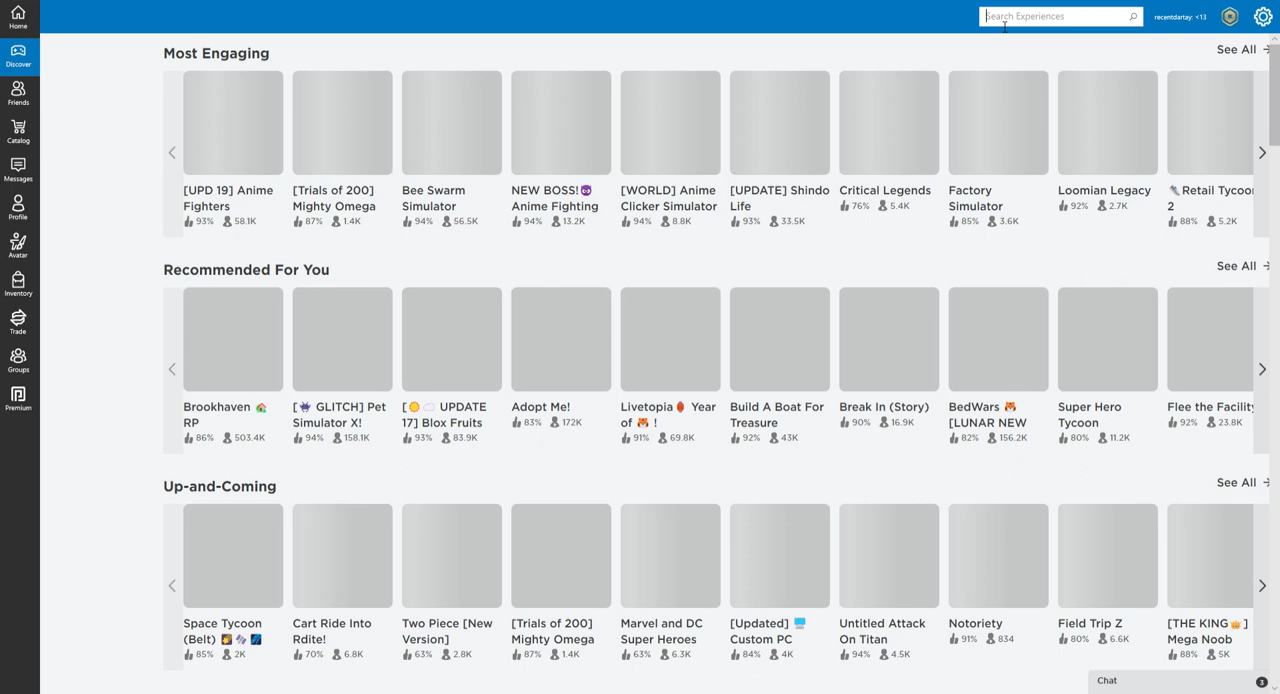 Home
Discover
Friends
Catalog
Messages
Profile
Avatar
Inventory
Trade
Groups
Premium
Search Experiences
recentdartay: <13
Most Engaging
See All
[UPD 19] Anime
Fighters
93% 58.1K
[Trials of 200]
Mighty Omega
87% 1.4K
Bee Swarm
Simulator
94% 56.5K
NEW BOSS!😈
Anime Fighting
94% 13.2K
[WORLD] Anime
Clicker Simulator
94% 8.8K
[UPDATE] Shindo
Life
93% 33.5K
Critical Legends
76% 5.4K
Factory
Simulator
85% 3.6K
Loomian Legacy
92% 2.7K
Retail Tycoon
2
88% 5.2K
Recommended For You
See All
Brookhaven 🏡
RP
86% 503.4K
[👾 GLITCH] Pet
Simulator X!
94% 158.1K
[☀️☁️ UPDATE
17] Blox Fruits
93% 83.9K
Adopt Me!
83% 172K
Livetopia🏮 Year
of 🐯 !
91% 69.8K
Build A Boat For
Treasure
92% 43K
Break In (Story)
90% 16.9K
BedWars 🐯
[LUNAR NEW
82% 156.2K
Super Hero
Tycoon
80% 11.2K
Flee the Facility
92% 23.8K
Up-and-Coming
See All
Space Tycoon
(Belt)
85% 2K
Cart Ride Into
Rdite!
70% 6.8K
Two Piece [New
Version]
63% 2.8K
[Trials of 200]
Mighty Omega
87% 1.4K
Marvel and DC
Super Heroes
63% 6.3K
[Updated] 🖥️
Custom PC
84% 4K
Untitled Attack
On Titan
94% 4.5K
Notoriety
91% 834
Field Trip Z
80% 6.6K
[THE KING👑]
Mega Noob
88% 5K
Chat
3